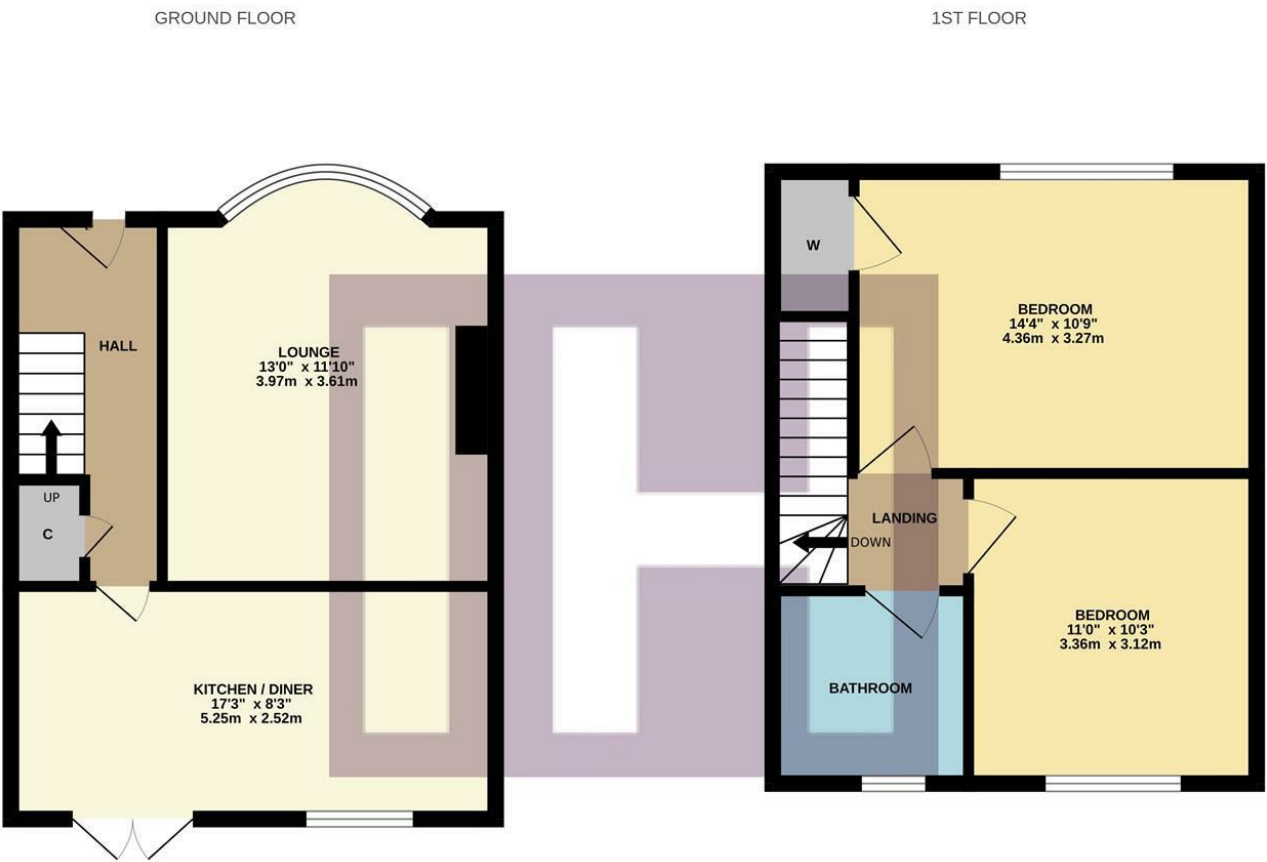 GROUND FLOOR
1ST FLOOR
HALL
LOUNGE
13'0" x 11'10"
3.97m x 3.61m
UP
C
KITCHEN / DINER
17'3" x 8'3"
5.25m x 2.52m
W
BEDROOM
14'4" x 10'9"
4.36m x 3.27m
LANDING
DOWN
BEDROOM
11'0" x 10'3"
3.36m x 3.12m
BATHROOM